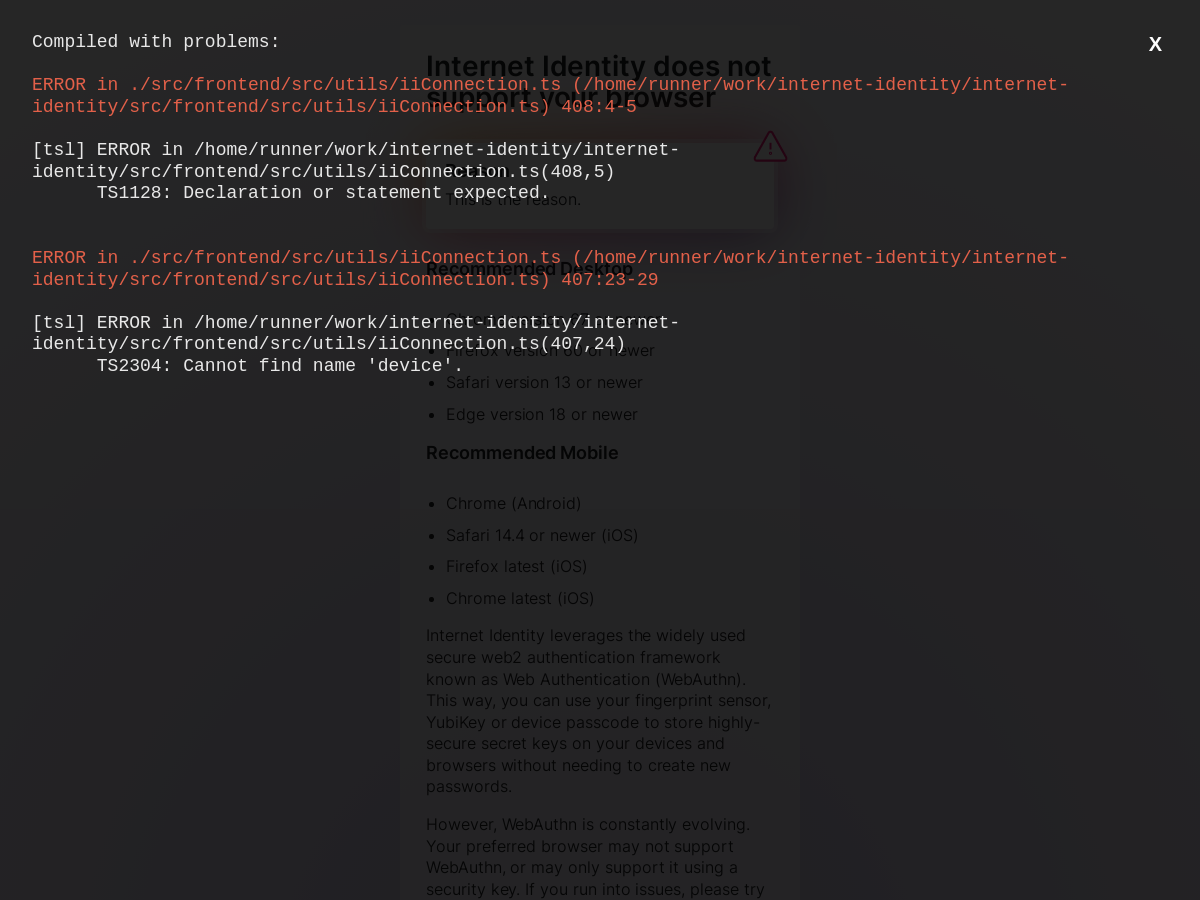 Compiled with problems:
X
ERROR in ./src/frontend/src/utils/iiConnection.ts (/home/runner/work/internet-identity/internet-
identity/src/frontend/src/utils/iiConnection.ts) 408:4-5
[tsl] ERROR in /home/runner/work/internet-identity/internet-
identity/src/frontend/src/utils/iiConnection.ts(408,5)
TS1128: Declaration or statement expected.
ERROR in ./src/frontend/src/utils/iiConnection.ts (/home/runner/work/internet-identity/internet-
identity/src/frontend/src/utils/iiConnection.ts) 407:23-29
[tsl] ERROR in /home/runner/work/internet-identity/internet-
identity/src/frontend/src/utils/iiConnection.ts(407,24)
TS2304: Cannot find name 'device'.
Internet Identity does not
support your browser
This is the reason.
Recommended Desktop
Firefox version 60 or newer
• Safari version 13 or newer
• Edge version 18 or newer
Recommended Mobile
• Chrome (Android)
• Safari 14.4 or newer (iOS)
• Firefox latest (iOS)
• Chrome latest (iOS)
Internet Identity leverages the widely used
secure web2 authentication framework
known as Web Authentication (WebAuthn).
This way, you can use your fingerprint sensor,
YubiKey or device passcode to store highly-
secure secret keys on your devices and
browsers without needing to create new
passwords.
However, WebAuthn is constantly evolving.
Your preferred browser may not support
WebAuthn, or may only support it using a
security key. If you run into issues, please try